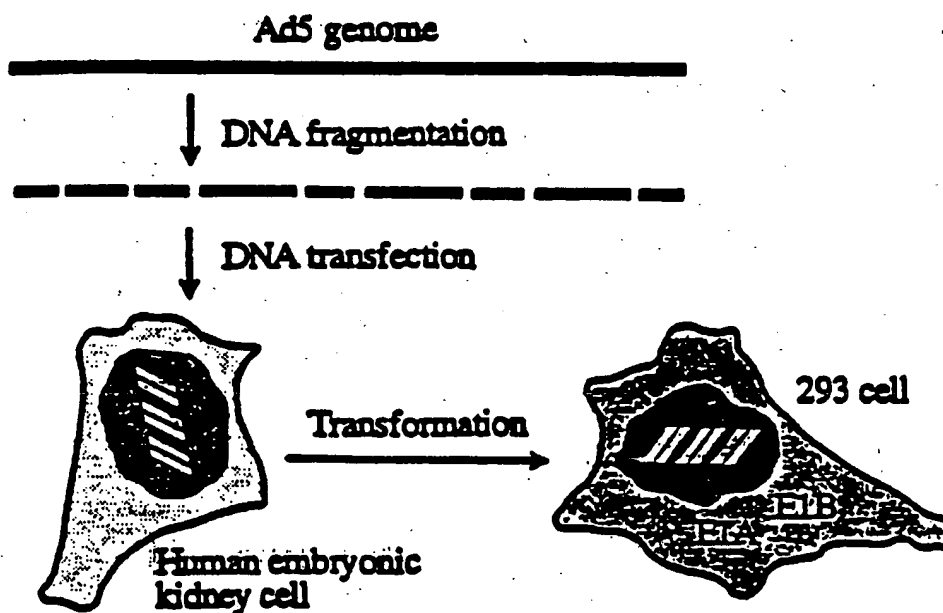 Ad5 genome
DNA fragmentation
DNA transfection
Transformation
293 cell
E1A E1B
Human embryonic
kidney cell